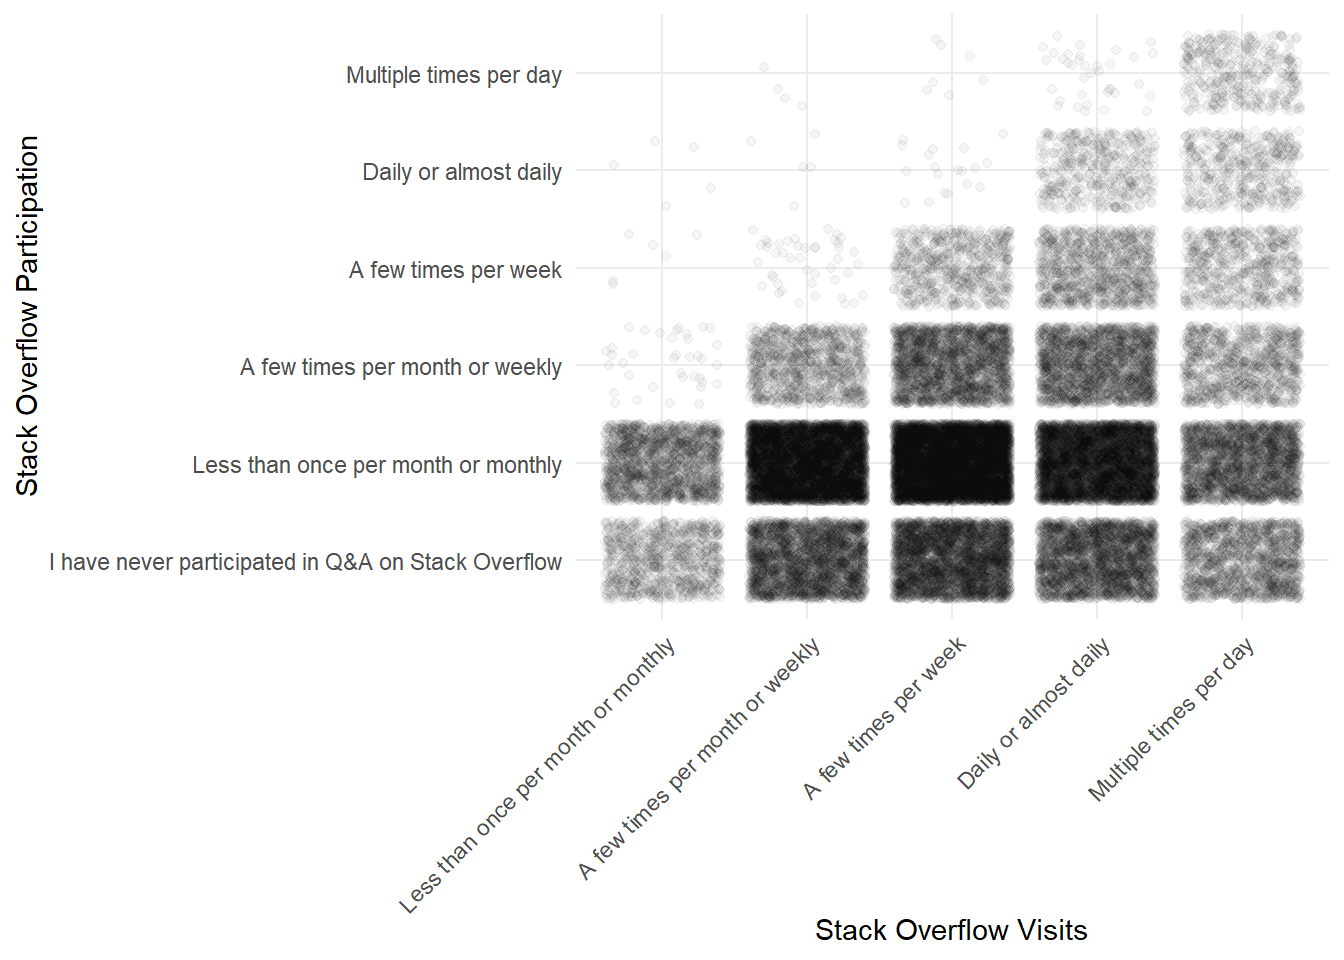 Stack Overflow Participation
Multiple times per day
Daily or almost daily
A few times per week
A few times per month or weekly
Less than once per month or monthly
I have never participated in Q&A on Stack Overflow
Less than once per month or monthly
A few times per month or weekly
A few times per week
Daily or almost daily
Multiple times per day
Stack Overflow Visits